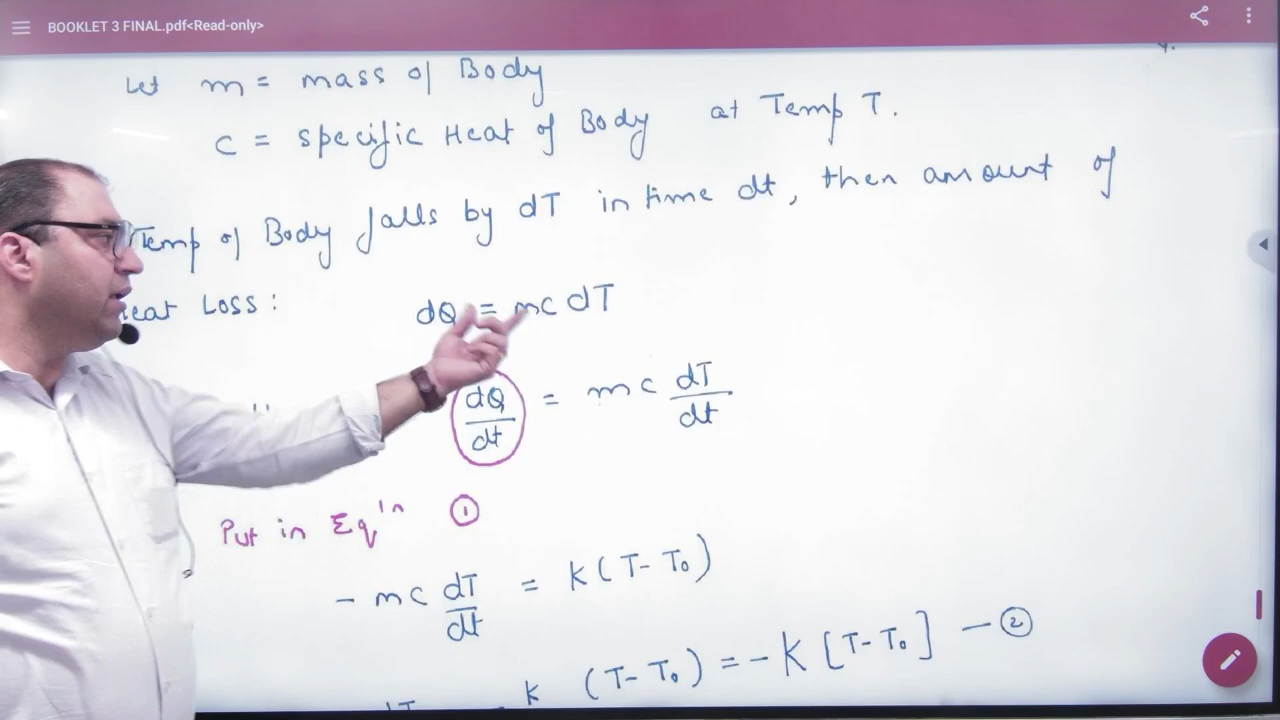 BOOKLET 3 FINAL.pdf<Read-only>
Let m = mass of Body
c = specific Heat of Body at Temp T.
Temp of Body falls by dT in time dt, then amount of
eat Loss : dQ = mc dT
dQ/dt = mc dT/dt
Put in Eq'n ①
- mc dT/dt = K(T-T₀)
k (T-T₀) = -K [T-T₀] —②